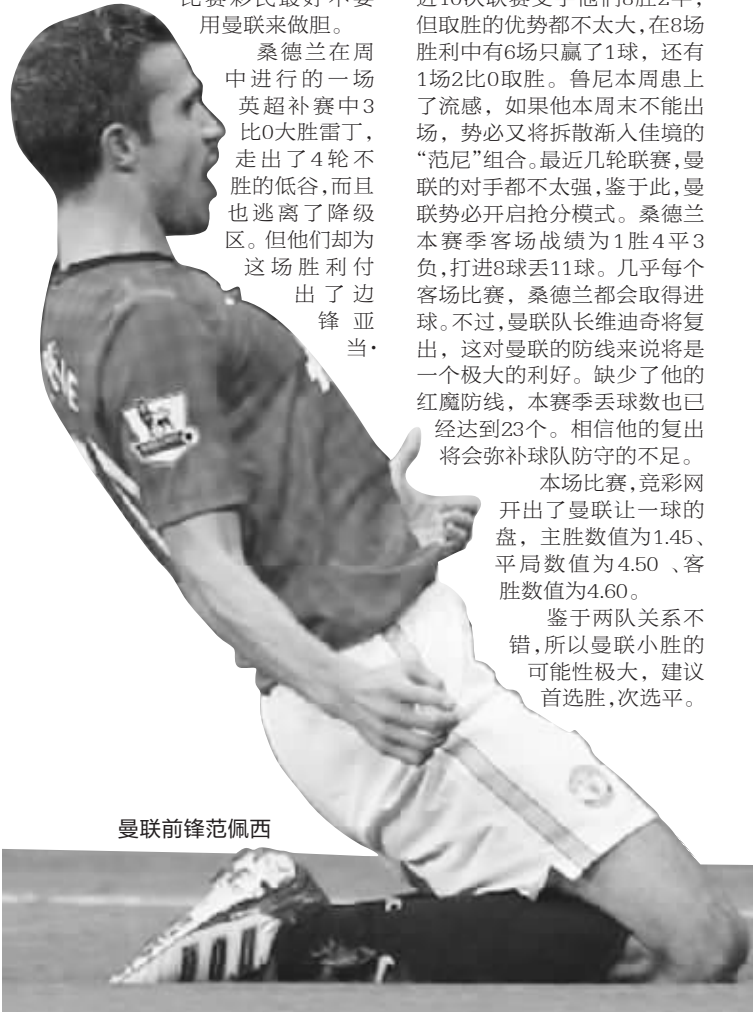 比赛彩民最好不要
用曼联来做胆。
桑德兰在周
中进行的一场
英超补赛中3
比0大胜雷丁，
走出了4轮不
胜的低谷，而且
也逃离了降级
区。但他们却为
这场胜利付
出了边
锋亚
当·
近10次联赛 他们8胜2平，
但取胜的优势都不太大，在8场
胜利中有6场只赢了1球，还有
1场2比0取胜。鲁尼本周患上
了流感，如果他本周末不能出
场，势必又将拆散渐入佳境的
“范尼”组合。最近几轮联赛，曼
联的对手都不太强，鉴于此，曼
联势必开启抢分模式。桑德兰
本赛季客场战绩为1胜4平3
负，打进8球丢11球。几乎每个
客场比赛，桑德兰都会取得进
球。不过，曼联队长维迪奇将复
出，这对曼联的防线来说将是
一个极大的利好。缺少了他的
红魔防线，本赛季丢球数也已
经达到23个。相信他的复出
将会弥补球队防守的不足。
本场比赛，竞彩网
开出了曼联让一球的
盘，主胜数值为1.45、
平局数值为4.50 、客
胜数值为4.60。
鉴于两队关系不
错，所以曼联小胜的
可能性极大，建议
首选胜，次选平。
曼联前锋范佩西